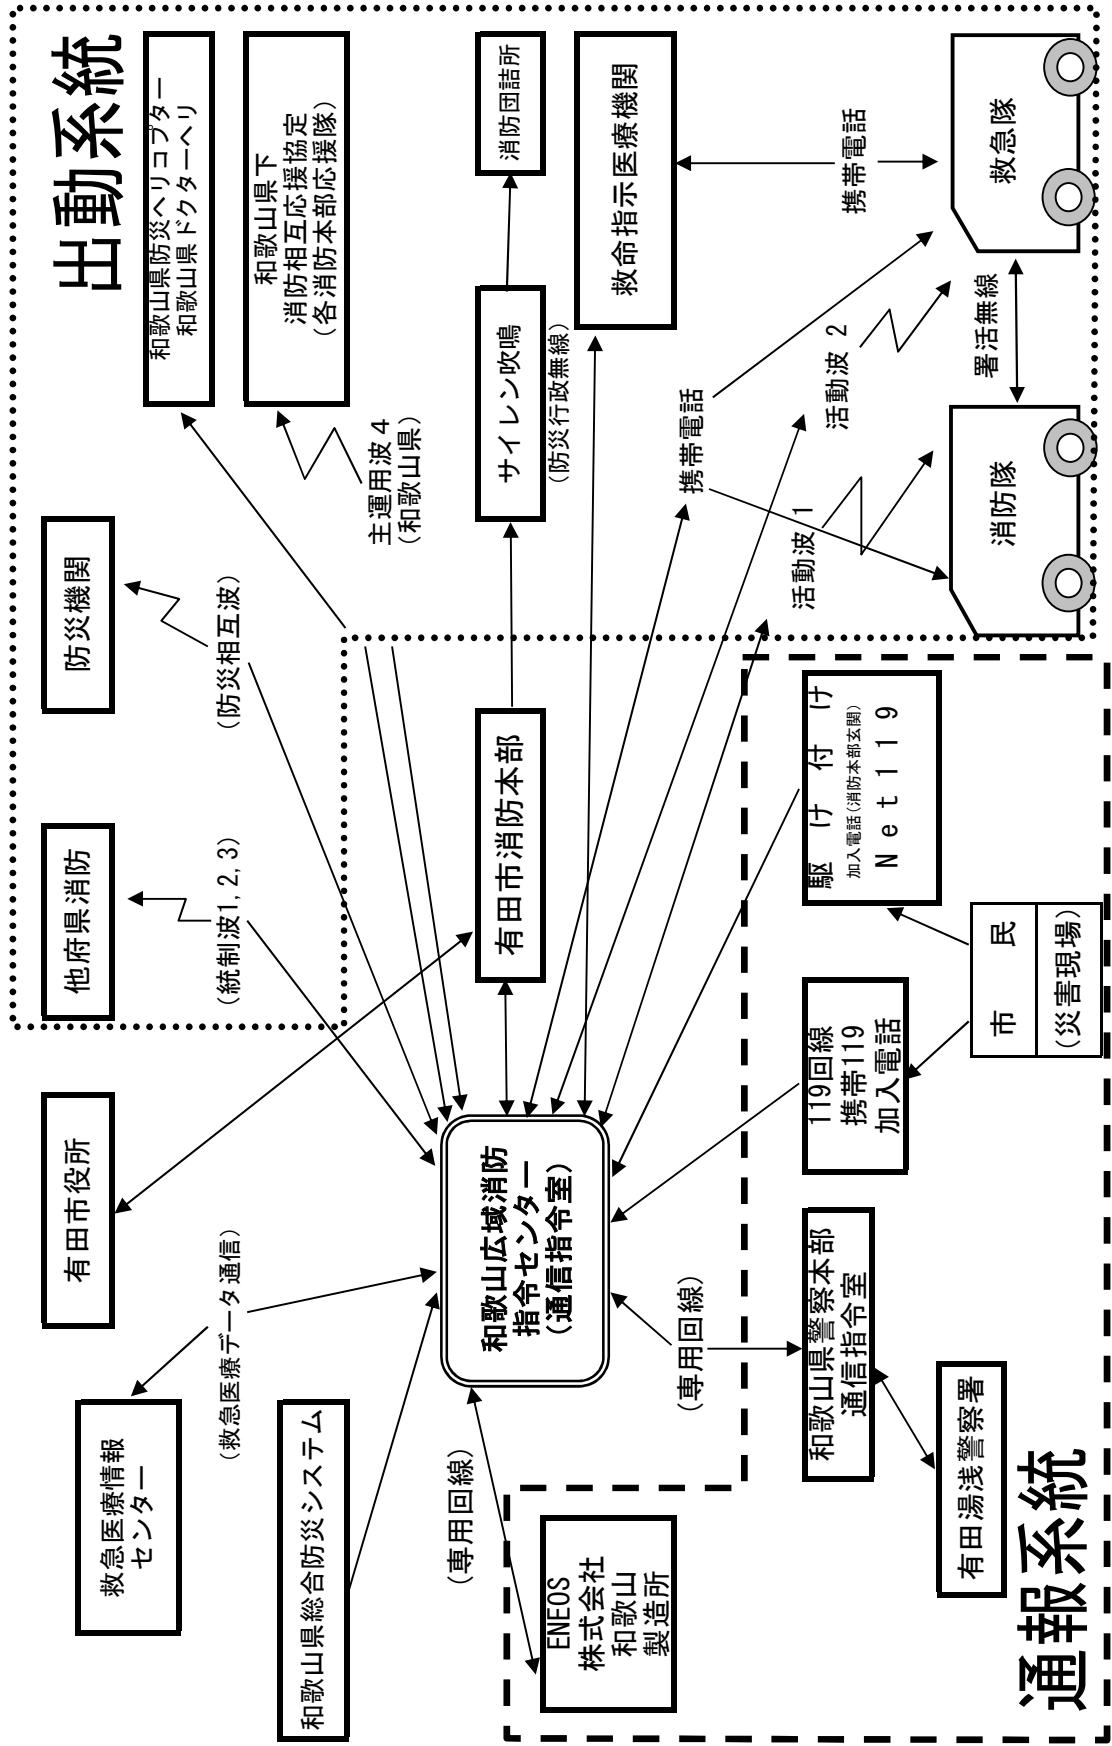 通報系統
出動系統
救急医療情報
センター
(救急医療データ通信)
有田市役所
他府県消防
(統制波1,2,3)
防災機関
(防災相互波)
和歌山県防災ヘリコプター
和歌山県ドクターヘリ
和歌山県下
消防相互応援協定
(各消防本部応援隊)
主運用波4
(和歌山県)
和歌山県総合防災システム
(専用回線)
和歌山広域消防
指令センター
(通信指令室)
有田市消防本部
サイレン吹鳴
(防災行政無線)
消防団詰所
救命指示医療機関
ENEOS
株式会社
和歌山
製造所
(専用回線)
携帯電話
携帯電話
活動波1
活動波2
和歌山県警察本部
通信指令室
119回線
携帯119
加入電話
駆け付け
加入電話(消防本部玄関)
Net119
有田湯浅警察署
市民
(災害現場)
消防隊
署活無線
救急隊